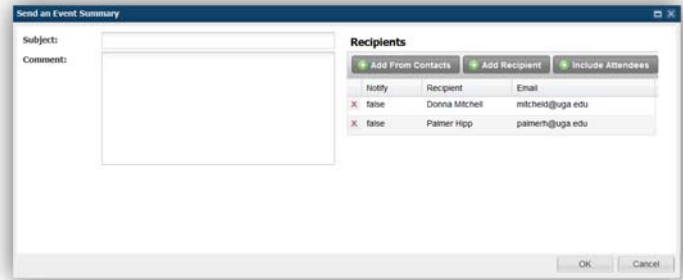 Send an Event Summary
Subject:
Comment:
Recipients
Add From Contacts Add Recipient Include Attendees
Notify Recipient Email
X false Donna Mitchell mitcheld@uga.edu
X false Palmer Hipp palmerh@uga.edu
OK Cancel